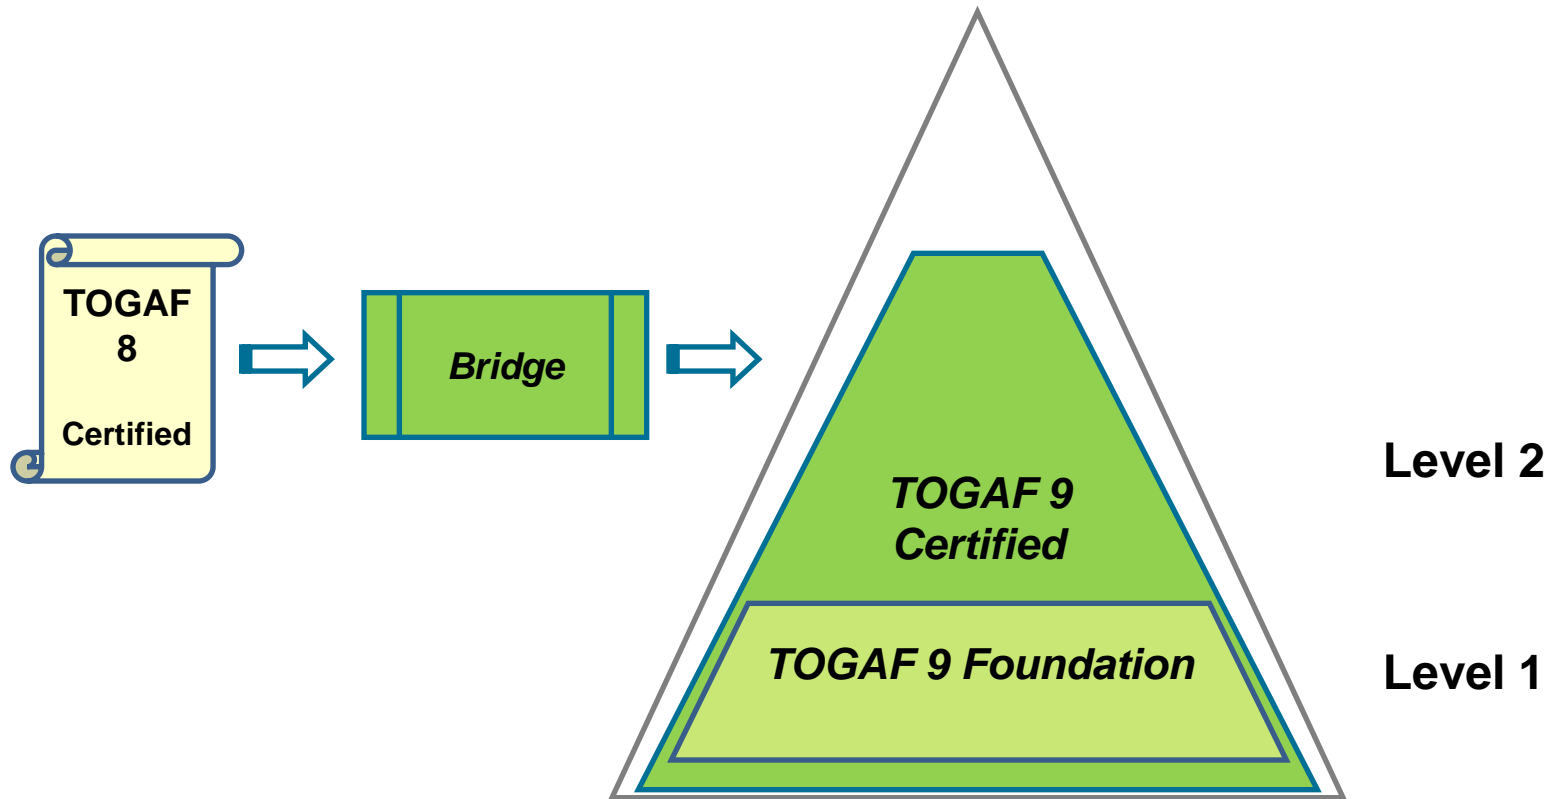 TOGAF
8
Certified
Bridge
TOGAF 9
Certified
TOGAF 9 Foundation
Level 2
Level 1